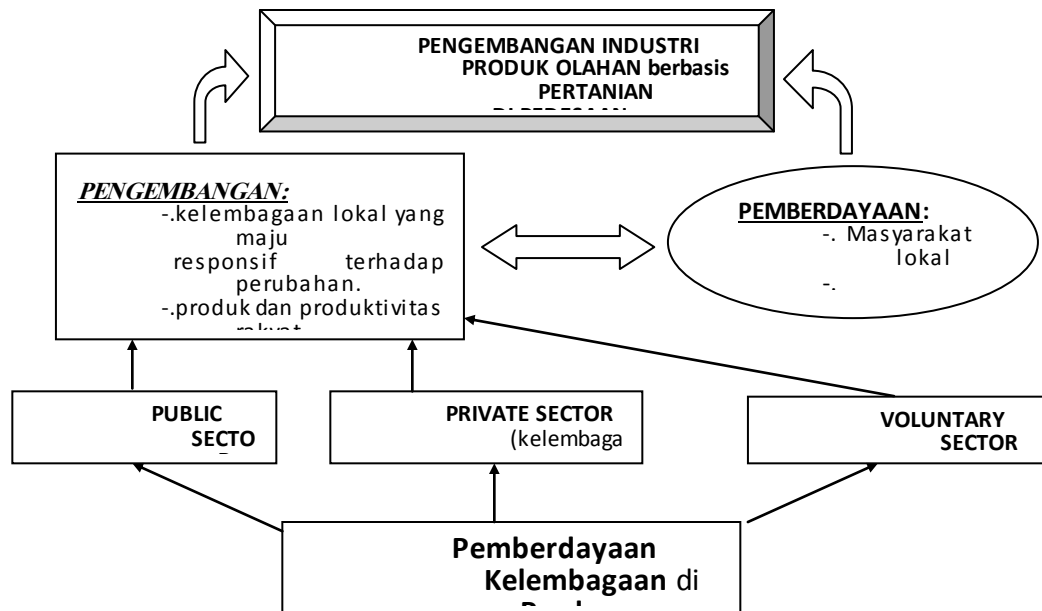 PENGEMBANGAN INDUSTRI
PRODUK OLAHAN berbasis
PERTANIAN
PENGEMBANGAN:
-.kelembagaan lokal yang
maju
responsif terhadap
perubahan.
-.produk dan produktivitas
PEMBERDAYAAN:
-. Masyarakat
lokal
-.
PUBLIC
SECTO
PRIVATE SECTOR
(kelembaga
VOLUNTARY
SECTOR
Pemberdayaan
Kelembagaan di